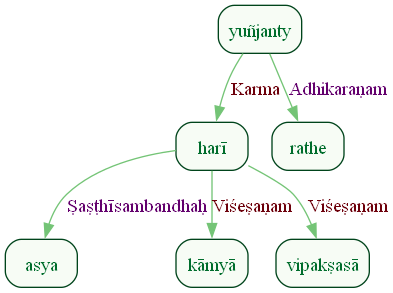 yuñjanty
Karma Adhikaraṇam
harī rathe
Ṣaṣṭhīsambandhaḥ Viśeṣaṇam Viśeṣaṇam
asya kāmyā vipakṣasā